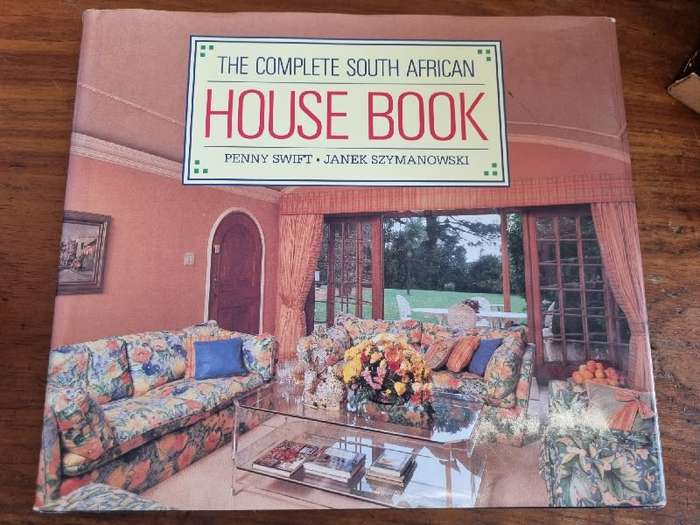 THE COMPLETE SOUTH AFRICAN
HOUSE BOOK
PENNY SWIFT • JANEK SZYMANOWSKI